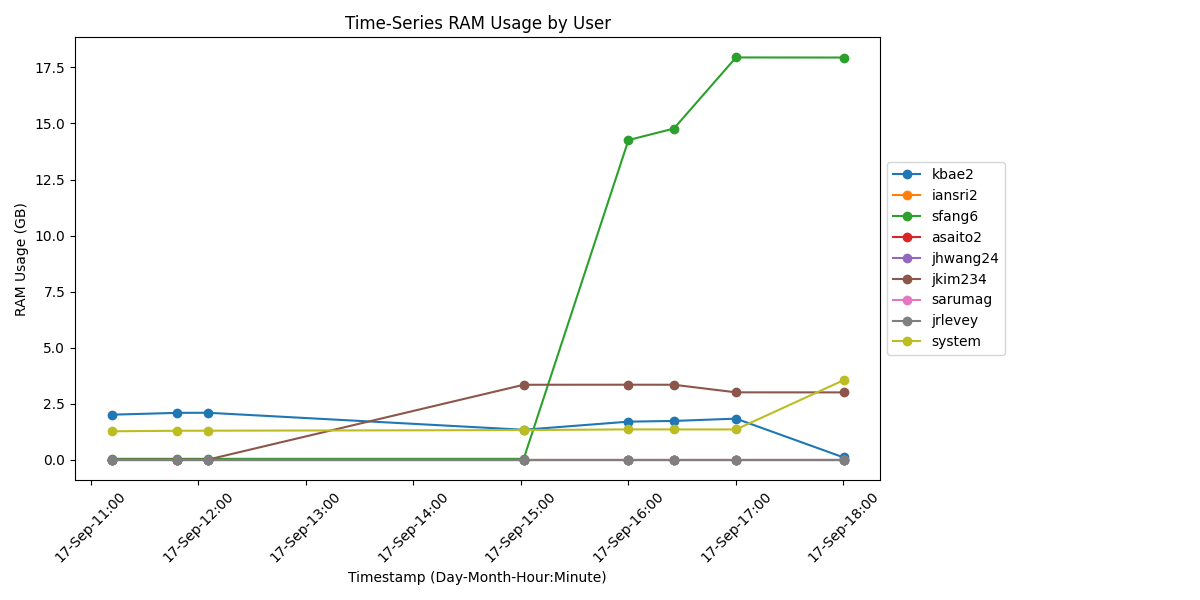 Time-Series RAM Usage by User
RAM Usage (GB)
17.5
15.0
12.5
10.0
7.5
5.0
2.5
0.0
17-Sep-11:00
17-Sep-12:00
17-Sep-13:00
17-Sep-14:00
17-Sep-15:00
17-Sep-16:00
17-Sep-17:00
17-Sep-18:00
Timestamp (Day-Month-Hour:Minute)
kbae2
iansri2
sfang6
asaito2
jhwang24
jkim234
sarumag
jrlevey
system